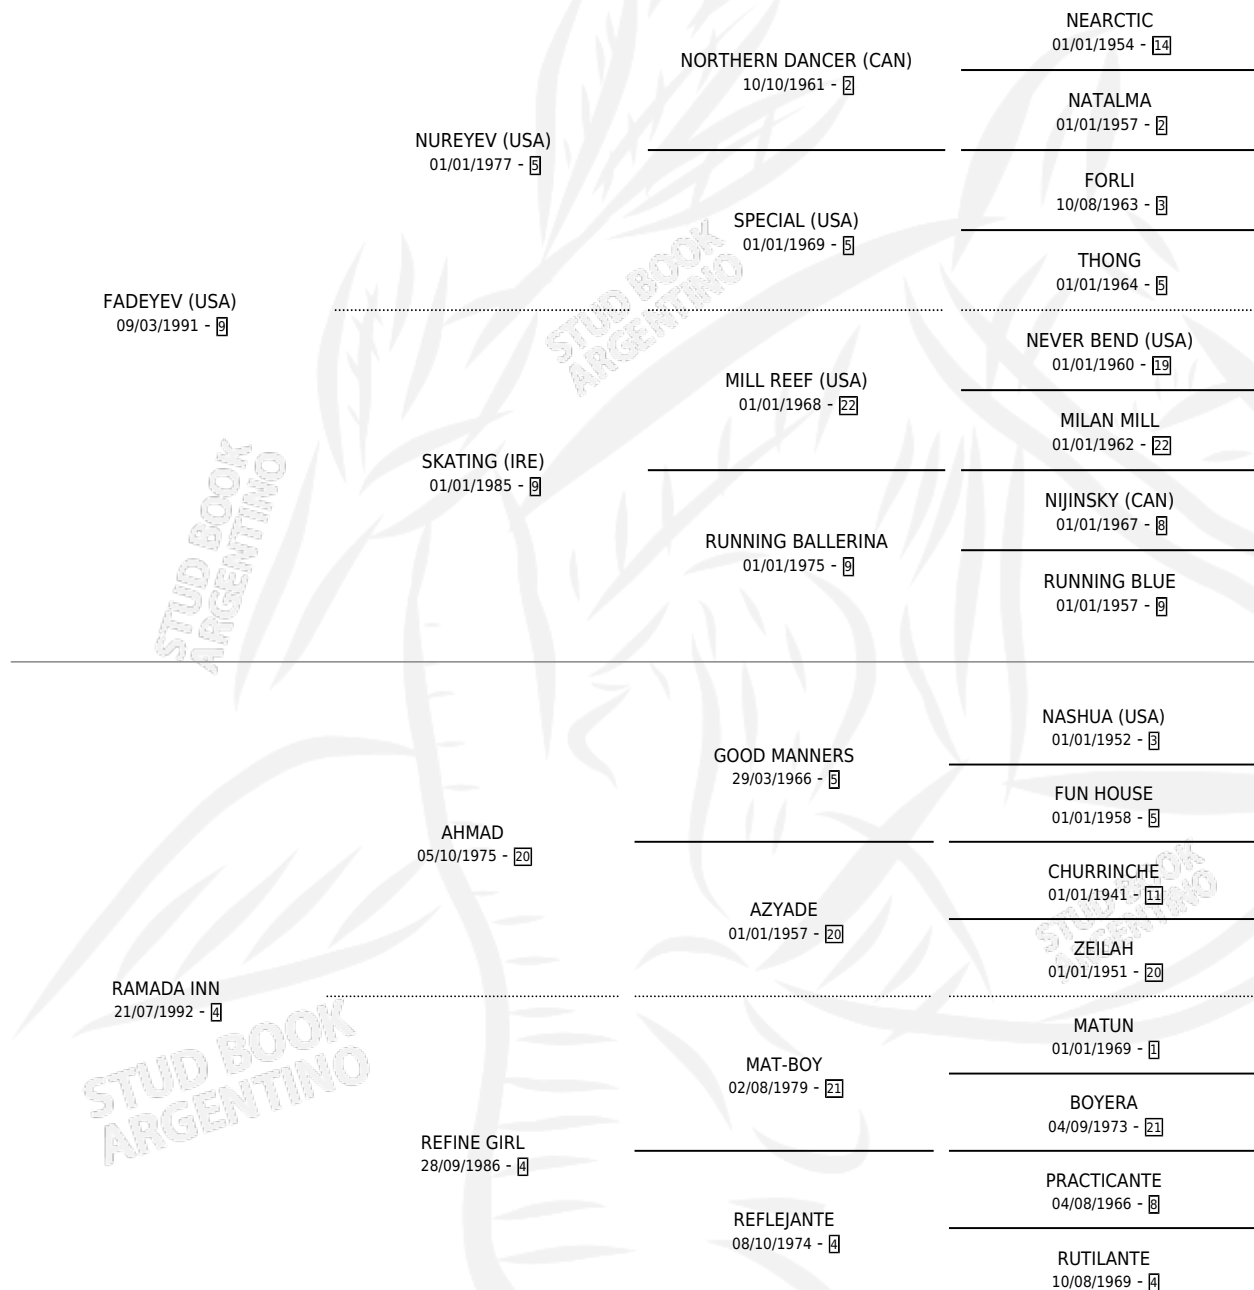 NEARCTIC
01/01/1954 - 14
NORTHERN DANCER (CAN)
10/10/1961 - 2
NATALMA
01/01/1957 - 2
NUREYEV (USA)
01/01/1977 - 5
FORLI
10/08/1963 - 3
SPECIAL (USA)
01/01/1969 - 5
THONG
01/01/1964 - 5
FADEYEV (USA)
09/03/1991 - 9
NEVER BEND (USA)
01/01/1960 - 19
MILL REEF (USA)
01/01/1968 - 22
MILAN MILL
01/01/1962 - 22
SKATING (IRE)
01/01/1985 - 9
NIJINSKY (CAN)
01/01/1967 - 8
RUNNING BALLERINA
01/01/1975 - 9
RUNNING BLUE
01/01/1957 - 9
NASHUA (USA)
01/01/1952 - 3
GOOD MANNERS
29/03/1966 - 5
FUN HOUSE
01/01/1958 - 5
AHMAD
05/10/1975 - 20
CHURRINCHE
01/01/1941 - 11
AZYADE
01/01/1957 - 20
ZEILAH
01/01/1951 - 20
RAMADA INN
21/07/1992 - 4
MATUN
01/01/1969 - 1
MAT-BOY
02/08/1979 - 21
BOYERA
04/09/1973 - 21
REFINE GIRL
28/09/1986 - 4
PRACTICANTE
04/08/1966 - 8
REFLEJANTE
08/10/1974 - 4
RUTILANTE
10/08/1969 - 4
STUD BOOK
ARGENTINO
STUD BOOK
ARGENTINO
STUD BOOK
ARGENTINO
STUD BOOK
ARGENTINO